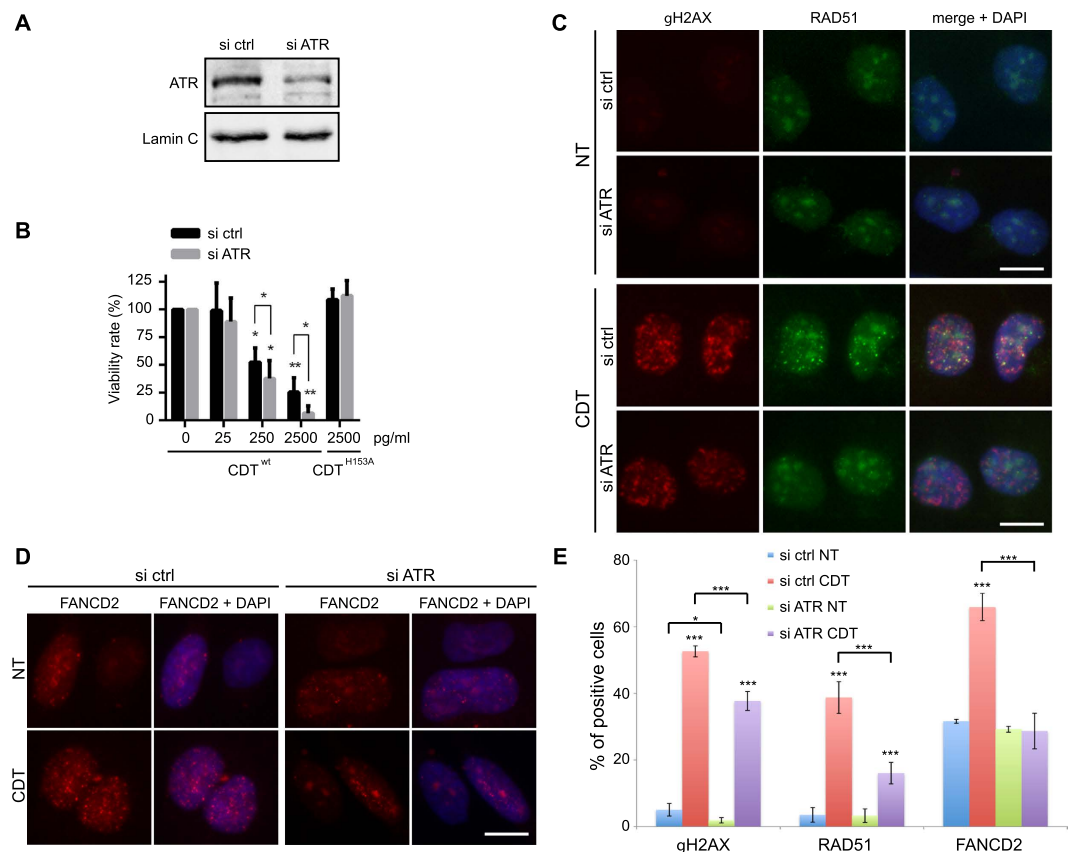 A
si ctrl si ATR
ATR
Lamin C
B
si ctrl
si ATR
Viability rate (%)
125
100
75
50
25
0
* * * * ** **
0 25 250 2500 2500 pg/ml
CDT wt CDT H153A
C
gH2AX RAD51 merge + DAPI
NT
si ctrl
si ATR
CDT
si ctrl
si ATR
D
si ctrl si ATR
FANCD2 FANCD2 + DAPI FANCD2 FANCD2 + DAPI
NT
CDT
E
% of positive cells
80
60
40
20
0
si ctrl NT
si ctrl CDT
si ATR NT
si ATR CDT
* *** *** ***
*** *** ***
*** ***
gH2AX RAD51 FANCD2